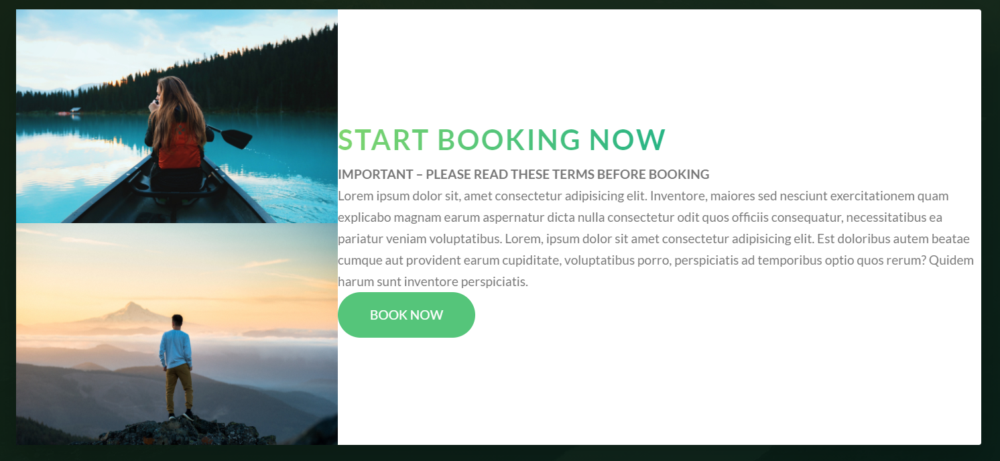 START BOOKING NOW
IMPORTANT – PLEASE READ THESE TERMS BEFORE BOOKING
Lorem ipsum dolor sit, amet consectetur adipisicing elit. Inventore, maiores sed nesciunt exercitationem quam
explicabo magnam earum aspernatur dicta nulla consectetur odit quos officiis consequatur, necessitatibus ea
pariatur veniam voluptatibus. Lorem, ipsum dolor sit amet consectetur adipisicing elit. Est doloribus autem beatae
cumque aut provident earum cupiditate, voluptatibus porro, perspiciatis ad temporibus optio quos rerum? Quidem
harum sunt inventore perspiciatis.
BOOK NOW